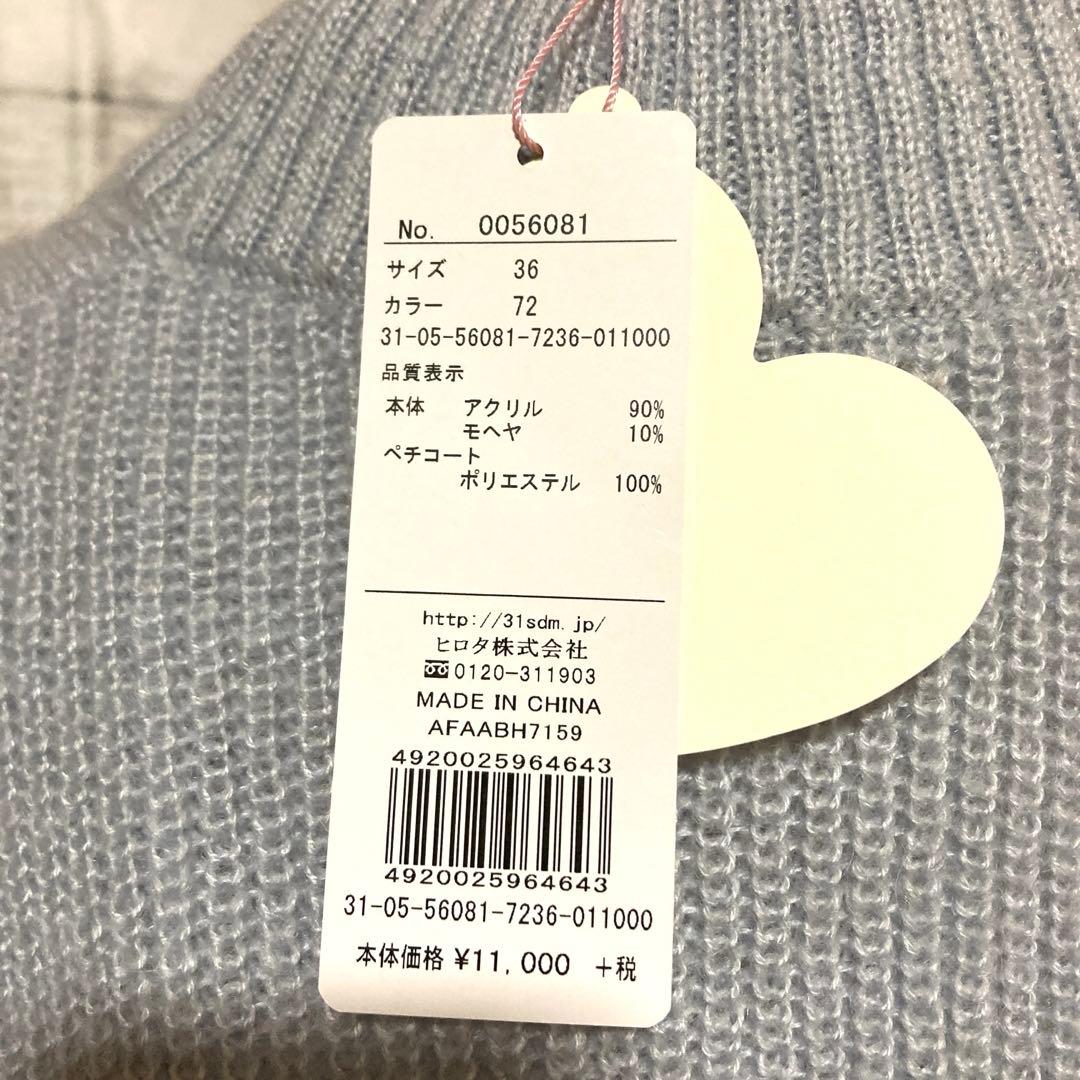 No. 0056081
サイズ 36
カラー 72
31-05-56081-7236-011000
品質表示
本体 アクリル 90%
モヘヤ 10%
ペチコート
ポリエステル 100%
http://31sdm.jp/
ヒロタ株式会社
0120-311903
MADE IN CHINA
AFAABH7159
4920025964643
4920025964643
31-05-56081-7236-011000
本体価格 ¥11,000 +税